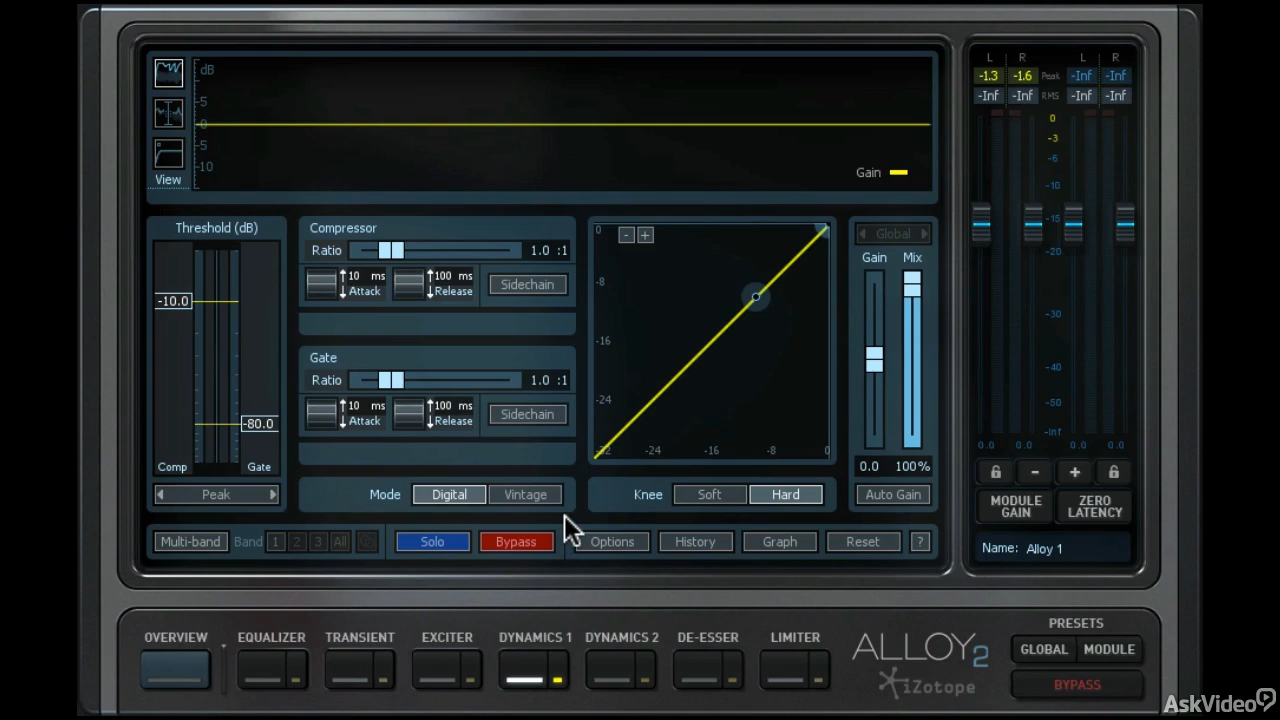 dB
-5
0
-5
-10
View
Gain
Threshold (dB)
-10.0
-80.0
Comp
Gate
Peak
Compressor
Ratio
1.0 :1
10 ms
Attack
100 ms
Release
Sidechain
Gate
Ratio
1.0 :1
10 ms
Attack
100 ms
Release
Sidechain
Mode
Digital
Vintage
0
- +
-8
-16
-24
-32 -24 -16 -8 0
Knee
Soft
Hard
Global
Gain
Mix
0.0
100%
Auto Gain
Multi-band
Band
1 2 3 All
Solo
Bypass
Options
History
Graph
Reset
?
L R L R
-1.3 -1.6 Peak -Inf -Inf
-Inf -Inf RMS -Inf -Inf
0
-3
-6
-10
-15
-20
-30
-40
-50
-Inf
0.0 0.0 0.0 0.0
- +
MODULE
GAIN
ZERO
LATENCY
Name: Alloy 1
OVERVIEW
EQUALIZER
TRANSIENT
EXCITER
DYNAMICS 1
DYNAMICS 2
DE-ESSER
LIMITER
ALLOY2
iZotope
PRESETS
GLOBAL
MODULE
BYPASS
AskVideo